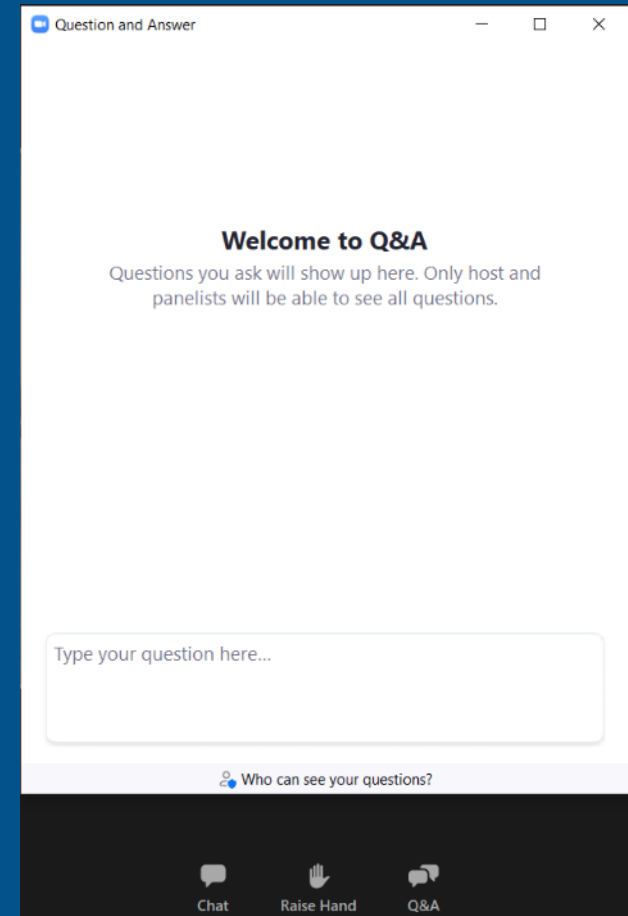 Question and Answer
Welcome to Q&A
Questions you ask will show up here. Only host and
panelists will be able to see all questions.
Type your question here...
Who can see your questions?
Chat Raise Hand Q&A